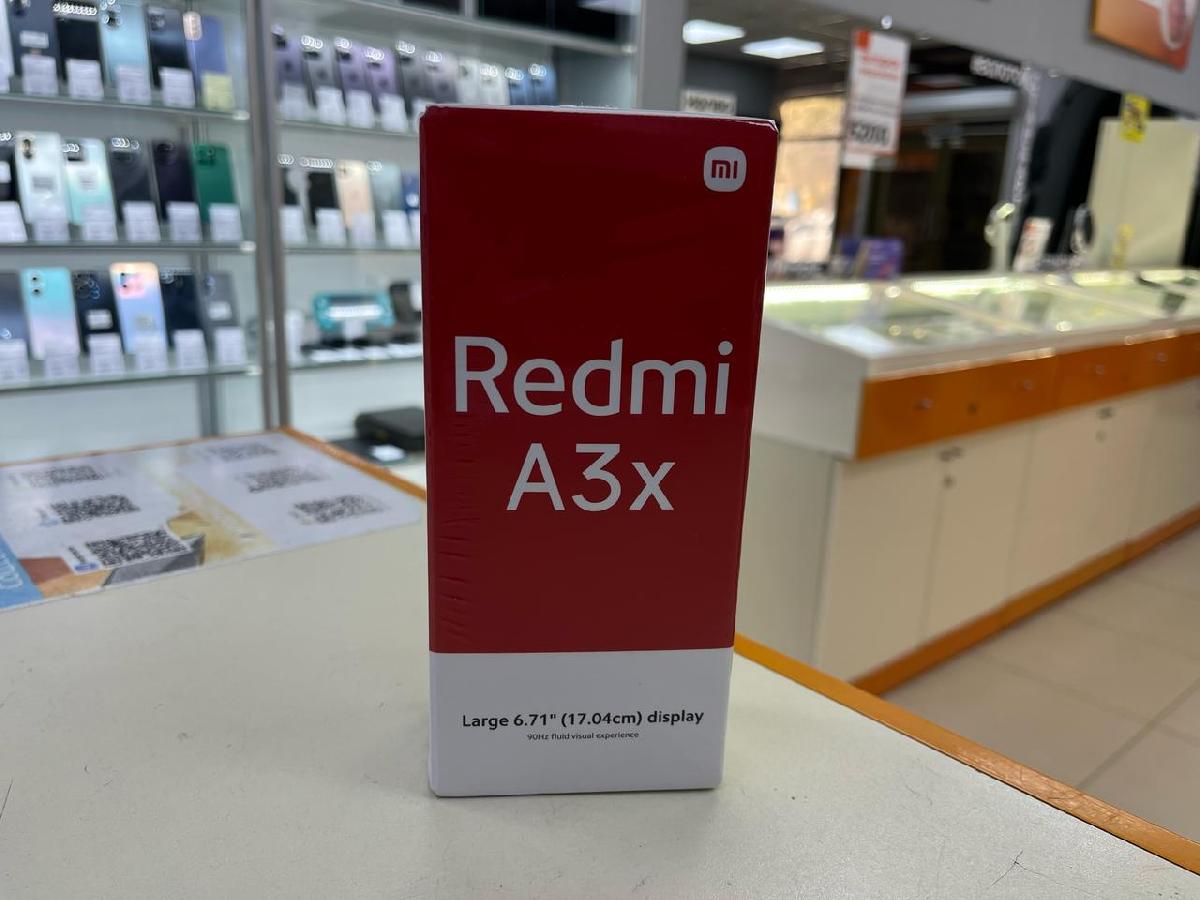 mi
Redmi
A3x
Large 6.71" (17.04cm) display
90Hz fluid visual experience